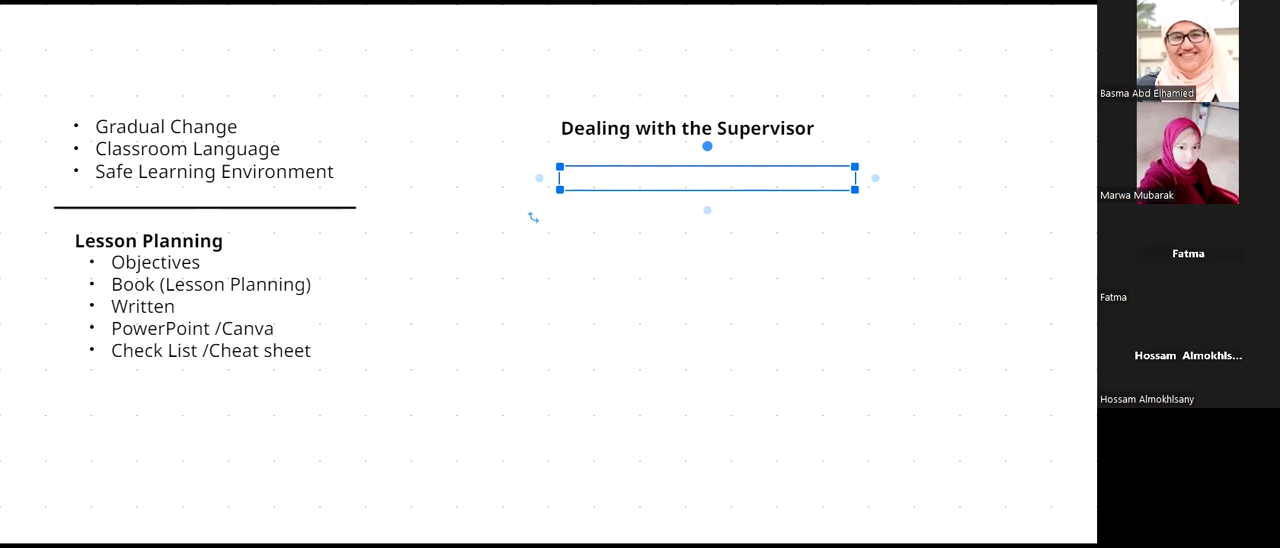 • Gradual Change
• Classroom Language
• Safe Learning Environment
Lesson Planning
• Objectives
• Book (Lesson Planning)
• Written
• PowerPoint /Canva
• Check List /Cheat sheet
Dealing with the Supervisor
Basma Abd Elhamied
Marwa Mubarak
Fatma
Fatma
Hossam Almokhls...
Hossam Almokhlsany